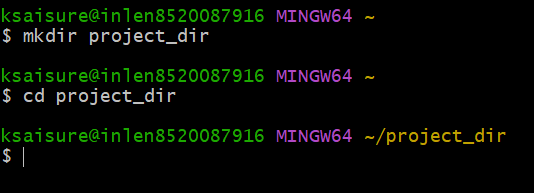 ksaisure@inlen8520087916 MINGW64 ~
$ mkdir project_dir
ksaisure@inlen8520087916 MINGW64 ~
$ cd project_dir
ksaisure@inlen8520087916 MINGW64 ~/project_dir
$